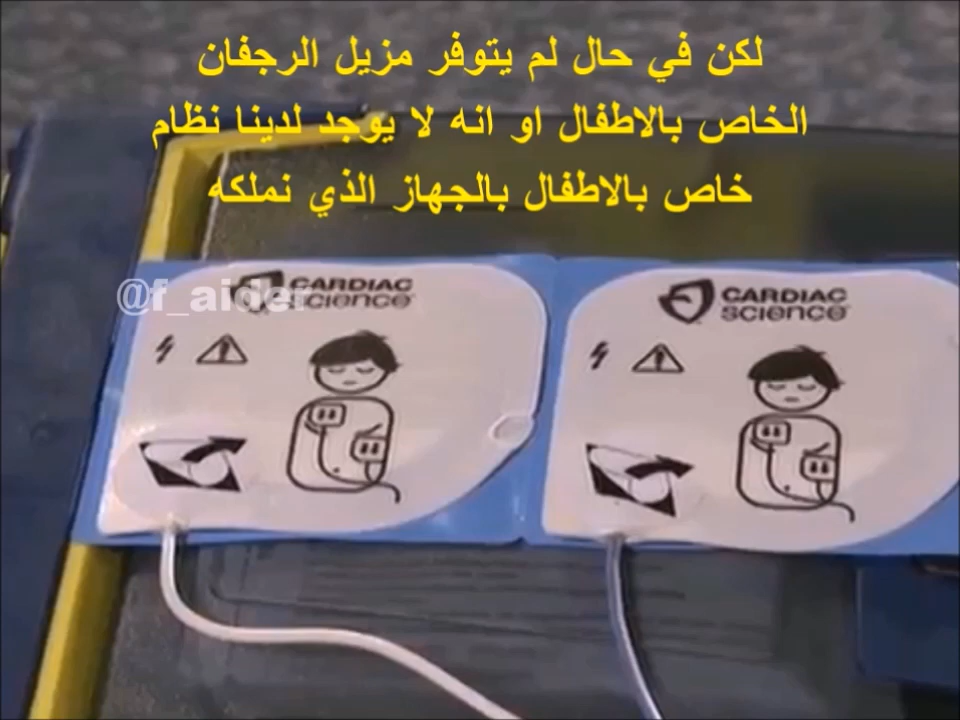 لكن في حال لم يتوفر مزيل الرجفان
الخاص بالاطفال او انه لا يوجد لدينا نظام
خاص بالاطفال بالجهاز الذي نملكه
@f_aider
CARDIAC
science
CARDIAC
science